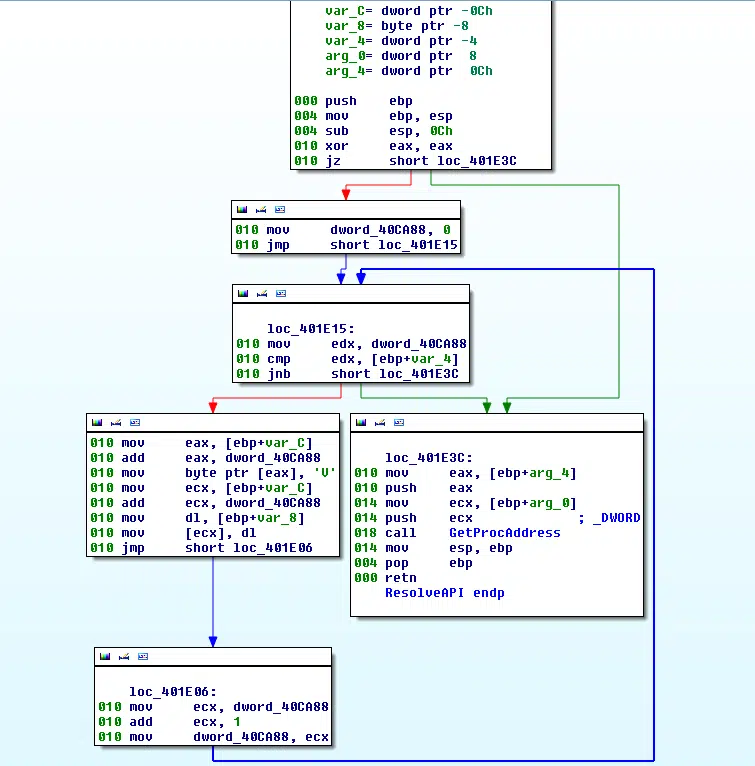 var_C= dword ptr -0Ch
var_8= byte ptr -8
var_4= dword ptr -4
arg_0= dword ptr  8
arg_4= dword ptr  0Ch
000 push    ebp
004 mov     ebp, esp
004 sub     esp, 0Ch
010 xor     eax, eax
010 jz      short loc_401E3C
010 mov     dword_40CA88, 0
010 jmp     short loc_401E15
loc_401E15:
010 mov     edx, dword_40CA88
010 cmp     edx, [ebp+var_4]
010 jnb     short loc_401E3C
010 mov     eax, [ebp+var_C]
010 add     eax, dword_40CA88
010 mov     byte ptr [eax], 'V'
010 mov     ecx, [ebp+var_C]
010 add     ecx, dword_40CA88
010 mov     dl, [ebp+var_8]
010 mov     [ecx], dl
010 jmp     short loc_401E06
loc_401E3C:
010 mov     eax, [ebp+arg_4]
010 push    eax
014 mov     ecx, [ebp+arg_0]
014 push    ecx             ; _DWORD
018 call    GetProcAddress
014 mov     esp, ebp
004 pop     ebp
000 retn
ResolveAPI endp
loc_401E06:
010 mov     ecx, dword_40CA88
010 add     ecx, 1
010 mov     dword_40CA88, ecx